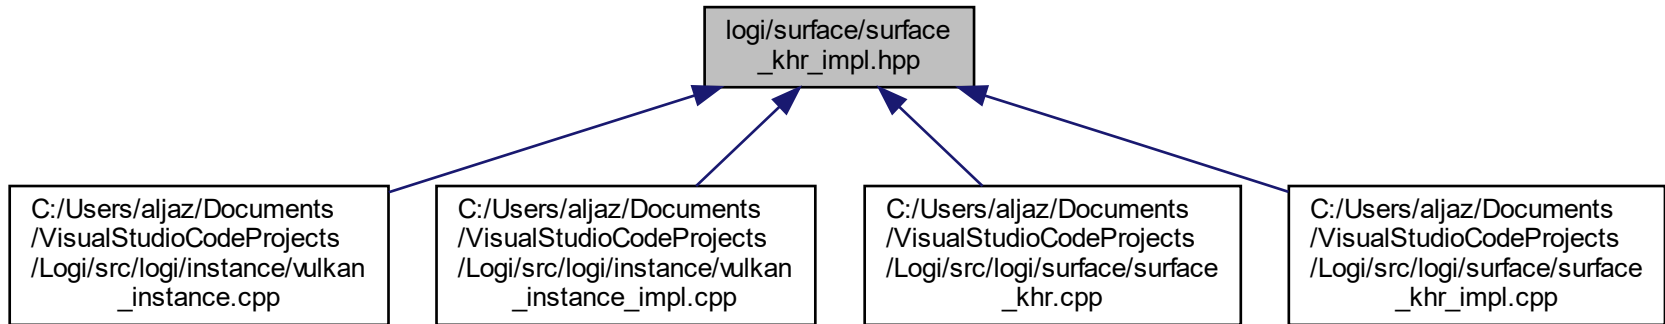 logi/surface/surface
_khr_impl.hpp
C:/Users/aljaz/Documents
/VisualStudioCodeProjects
/Logi/src/logi/instance/vulkan
_instance.cpp
C:/Users/aljaz/Documents
/VisualStudioCodeProjects
/Logi/src/logi/instance/vulkan
_instance_impl.cpp
C:/Users/aljaz/Documents
/VisualStudioCodeProjects
/Logi/src/logi/surface/surface
_khr.cpp
C:/Users/aljaz/Documents
/VisualStudioCodeProjects
/Logi/src/logi/surface/surface
_khr_impl.cpp